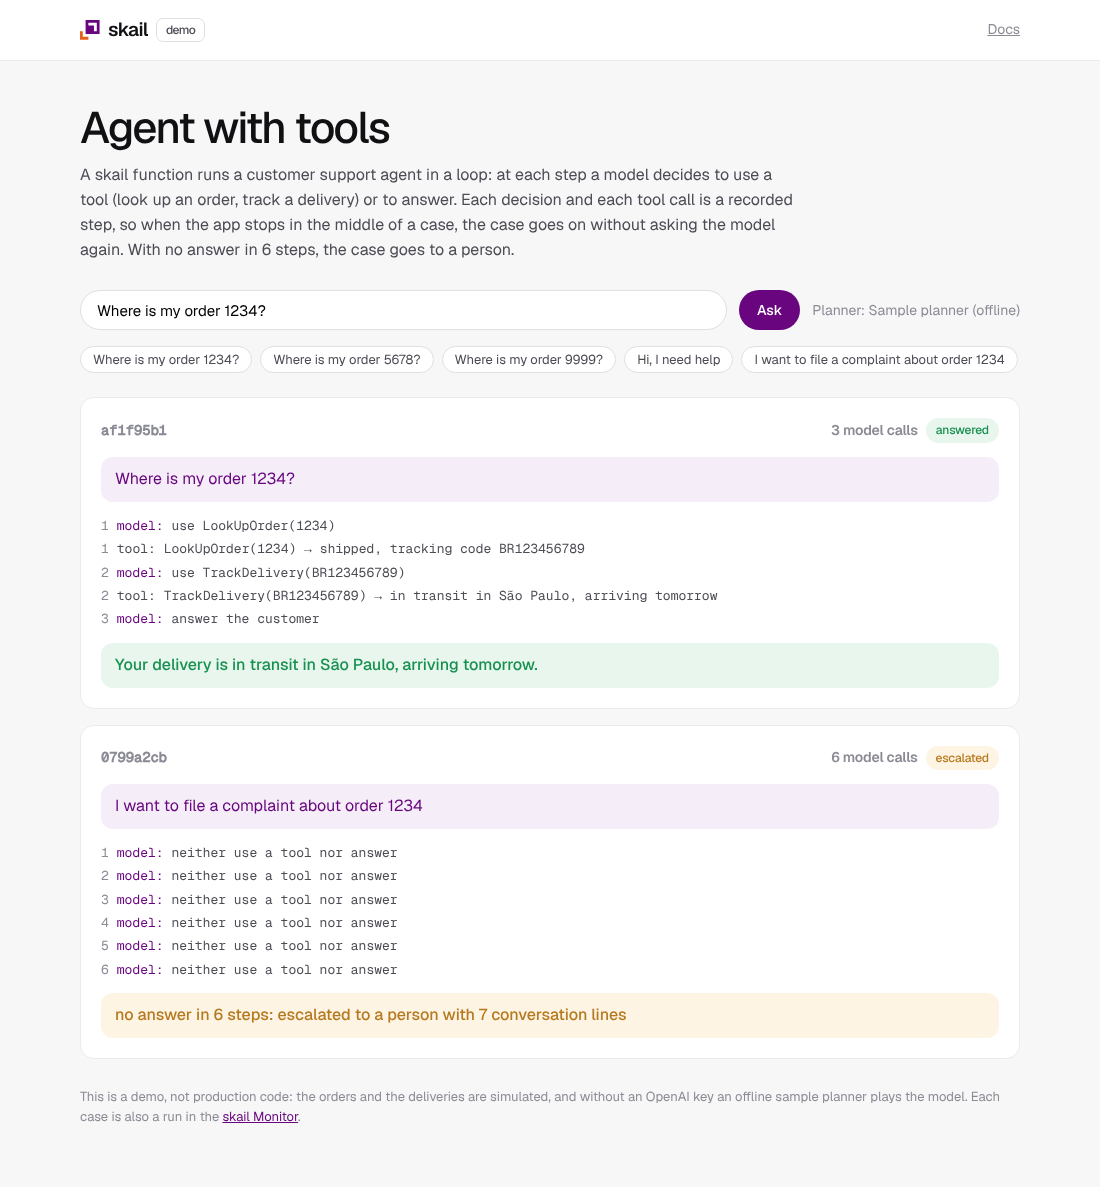 skail demo Docs
Agent with tools
A skail function runs a customer support agent in a loop: at each step a model decides to use a
tool (look up an order, track a delivery) or to answer. Each decision and each tool call is a recorded
step, so when the app stops in the middle of a case, the case goes on without asking the model
again. With no answer in 6 steps, the case goes to a person.
Where is my order 1234? Ask Planner: Sample planner (offline)
Where is my order 1234? Where is my order 5678? Where is my order 9999? Hi, I need help I want to file a complaint about order 1234
af1f95b1 3 model calls answered
Where is my order 1234?
1 model: use LookUpOrder(1234)
1 tool: LookUpOrder(1234) → shipped, tracking code BR123456789
2 model: use TrackDelivery(BR123456789)
2 tool: TrackDelivery(BR123456789) → in transit in São Paulo, arriving tomorrow
3 model: answer the customer
Your delivery is in transit in São Paulo, arriving tomorrow.
0799a2cb 6 model calls escalated
I want to file a complaint about order 1234
1 model: neither use a tool nor answer
2 model: neither use a tool nor answer
3 model: neither use a tool nor answer
4 model: neither use a tool nor answer
5 model: neither use a tool nor answer
6 model: neither use a tool nor answer
no answer in 6 steps: escalated to a person with 7 conversation lines
This is a demo, not production code: the orders and the deliveries are simulated, and without an OpenAI key an offline sample planner plays the model. Each
case is also a run in the skail Monitor.